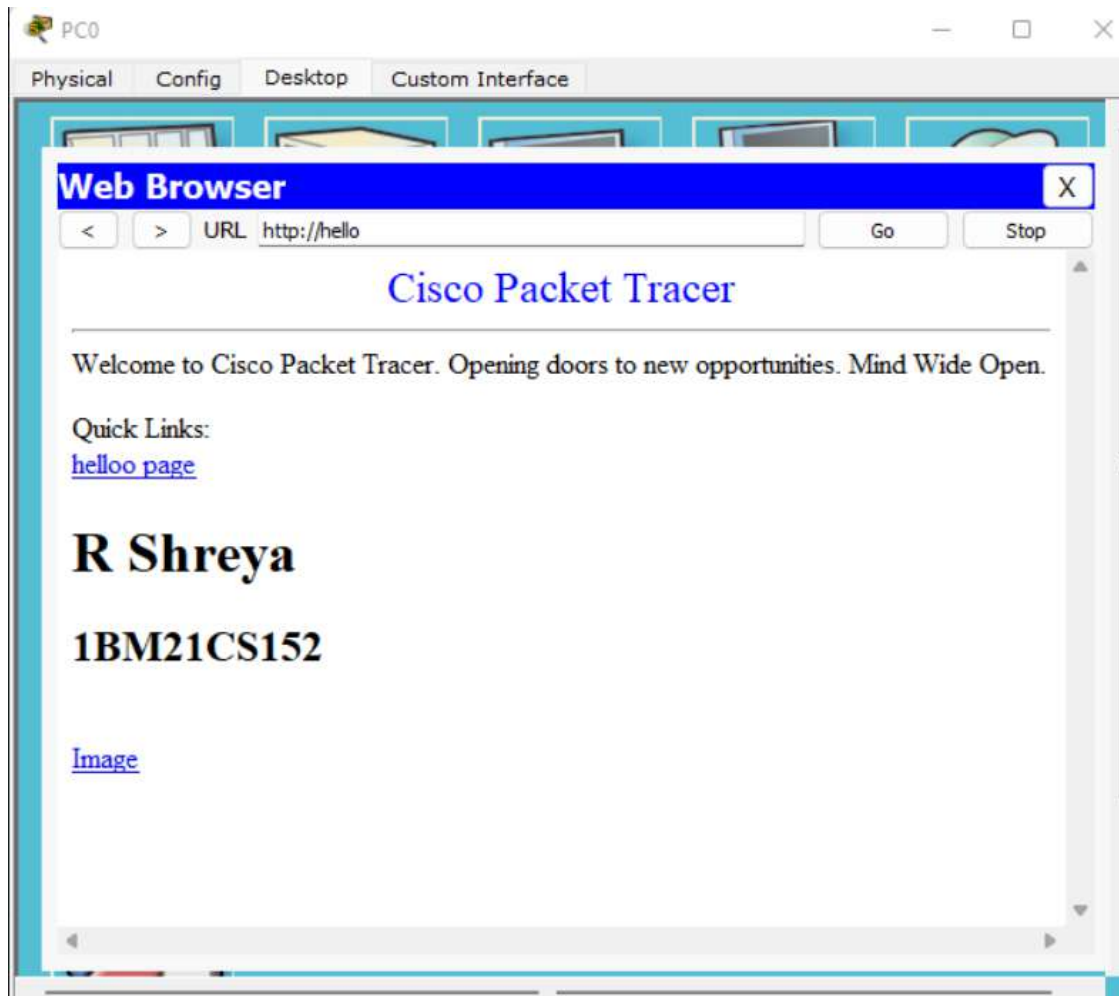 PC0
Physical Config Desktop Custom Interface
Web Browser X
< > URL http://hello Go Stop
Cisco Packet Tracer
Welcome to Cisco Packet Tracer. Opening doors to new opportunities. Mind Wide Open.
Quick Links:
helloo page
R Shreya
1BM21CS152
Image